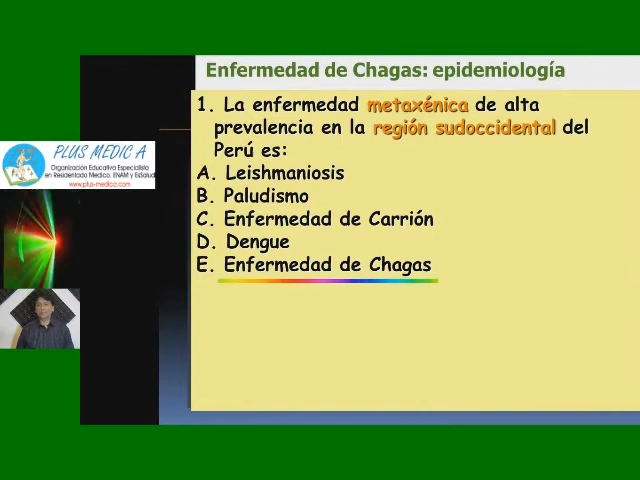 Enfermedad de Chagas: epidemiología
1. La enfermedad metaxénica de alta
prevalencia en la región sudoccidental del
Perú es:
A. Leishmaniosis
B. Paludismo
C. Enfermedad de Carrión
D. Dengue
E. Enfermedad de Chagas
PLUS MEDIC A
Organización Educativa Especialista
en Residentado Medico, ENAM y EsSalud
www.plus-medica.com